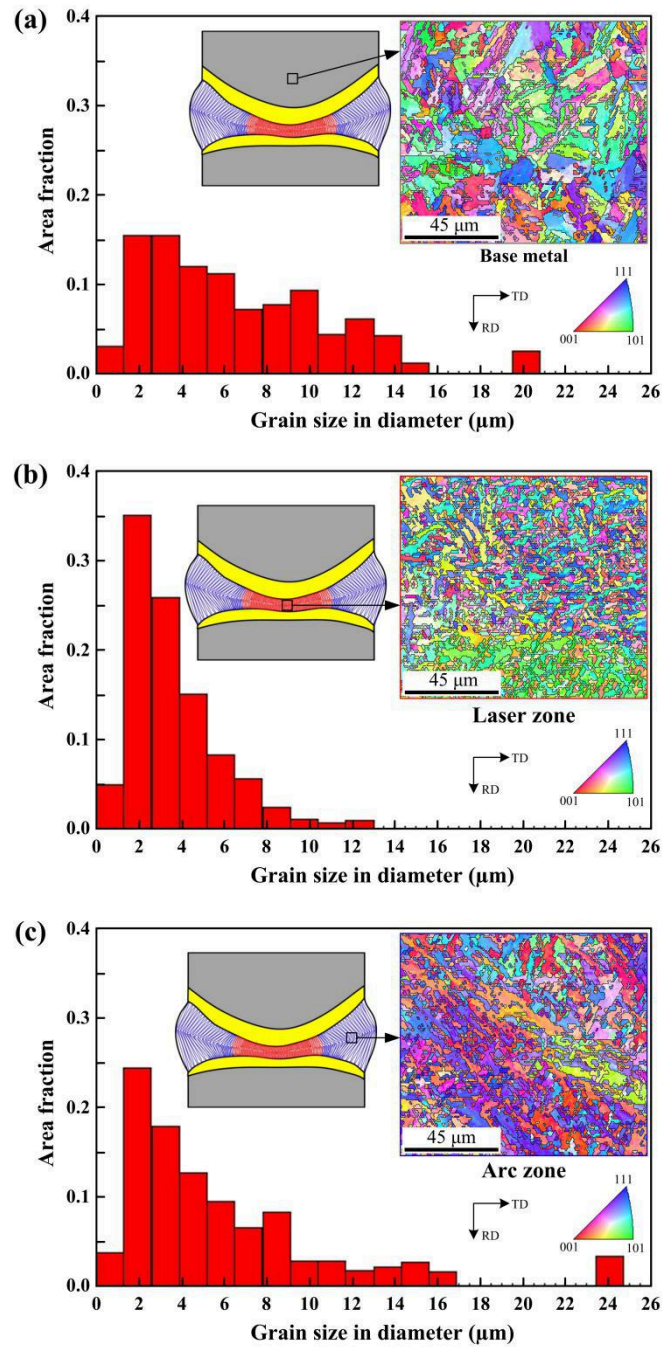 (a)
Area fraction
0.4
0.3
0.2
0.1
0.0
45 μm
Base metal
TD
RD
111
001
101
0 2 4 6 8 10 12 14 16 18 20 22 24 26
Grain size in diameter (μm)
(b)
Area fraction
0.4
0.3
0.2
0.1
0.0
45 μm
Laser zone
TD
RD
111
001
101
0 2 4 6 8 10 12 14 16 18 20 22 24 26
Grain size in diameter (μm)
(c)
Area fraction
0.4
0.3
0.2
0.1
0.0
45 μm
Arc zone
TD
RD
111
001
101
0 2 4 6 8 10 12 14 16 18 20 22 24 26
Grain size in diameter (μm)